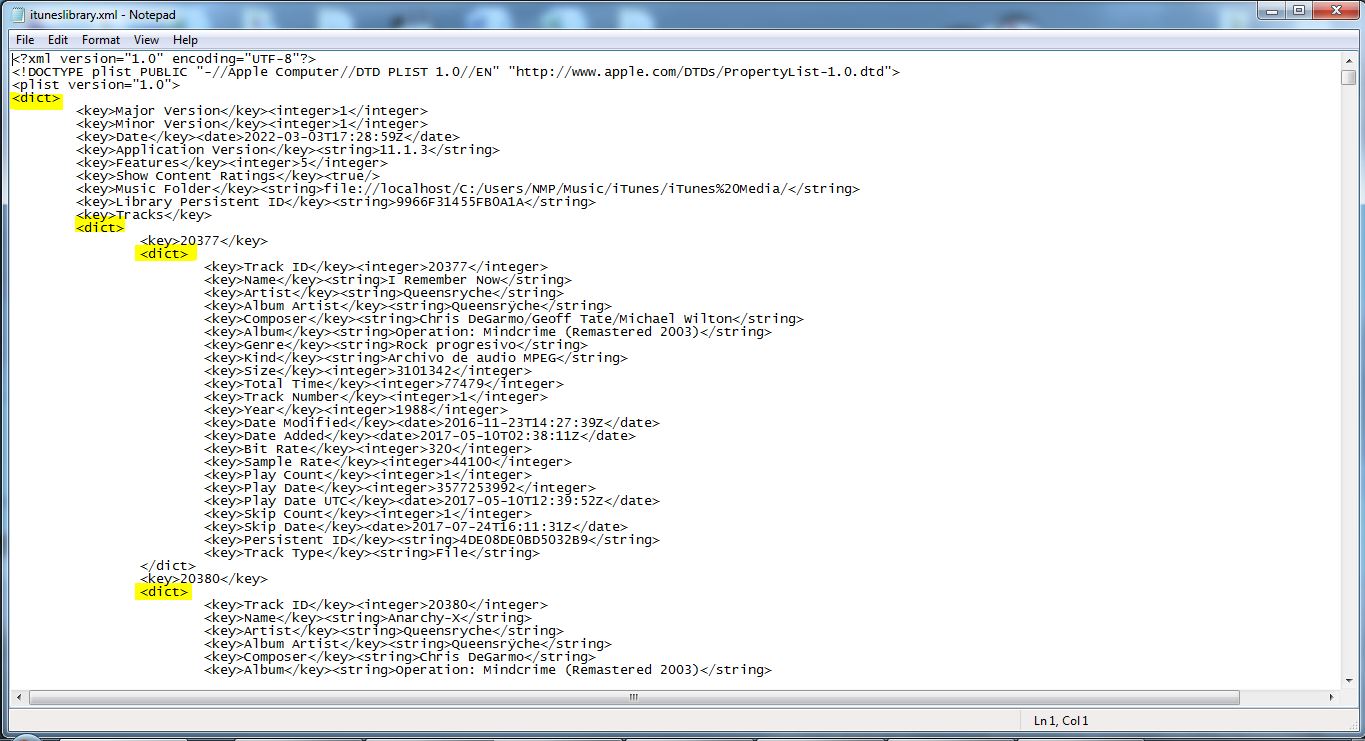 ituneslibrary.xml - Notepad
File Edit Format View Help
<?xml version="1.0" encoding="UTF-8"?>
<!DOCTYPE plist PUBLIC "-//Apple Computer//DTD PLIST 1.0//EN" "http://www.apple.com/DTDs/PropertyList-1.0.dtd">
<plist version="1.0">
<dict>
<key>Major Version</key><integer>1</integer>
<key>Minor Version</key><integer>1</integer>
<key>Date</key><date>2022-03-03T17:28:59Z</date>
<key>Application Version</key><string>11.1.3</string>
<key>Features</key><integer>5</integer>
<key>Show Content Ratings</key><true/>
<key>Music Folder</key><string>file://localhost/C:/Users/NMP/Music/iTunes/iTunes%20Media/</string>
<key>Library Persistent ID</key><string>9966F31455FB0A1A</string>
<key>Tracks</key>
<dict>
<key>20377</key>
<dict>
<key>Track ID</key><integer>20377</integer>
<key>Name</key><string>I Remember Now</string>
<key>Artist</key><string>Queensryche</string>
<key>Album Artist</key><string>Queensrÿche</string>
<key>Composer</key><string>Chris DeGarmo/Geoff Tate/Michael Wilton</string>
<key>Album</key><string>Operation: Mindcrime (Remastered 2003)</string>
<key>Genre</key><string>Rock progresivo</string>
<key>Kind</key><string>Archivo de audio MPEG</string>
<key>Size</key><integer>3101342</integer>
<key>Total Time</key><integer>77479</integer>
<key>Track Number</key><integer>1</integer>
<key>Year</key><integer>1988</integer>
<key>Date Modified</key><date>2016-11-23T14:27:39Z</date>
<key>Date Added</key><date>2017-05-10T02:38:11Z</date>
<key>Bit Rate</key><integer>320</integer>
<key>Sample Rate</key><integer>44100</integer>
<key>Play Count</key><integer>1</integer>
<key>Play Date</key><integer>3577253992</integer>
<key>Play Date UTC</key><date>2017-05-10T12:39:52Z</date>
<key>Skip Count</key><integer>1</integer>
<key>Skip Date</key><date>2017-07-24T16:11:31Z</date>
<key>Persistent ID</key><string>4DE08DE0BD5032B9</string>
<key>Track Type</key><string>File</string>
</dict>
<key>20380</key>
<dict>
<key>Track ID</key><integer>20380</integer>
<key>Name</key><string>Anarchy-X</string>
<key>Artist</key><string>Queensryche</string>
<key>Album Artist</key><string>Queensrÿche</string>
<key>Composer</key><string>Chris DeGarmo</string>
<key>Album</key><string>Operation: Mindcrime (Remastered 2003)</string>
Ln 1, Col 1